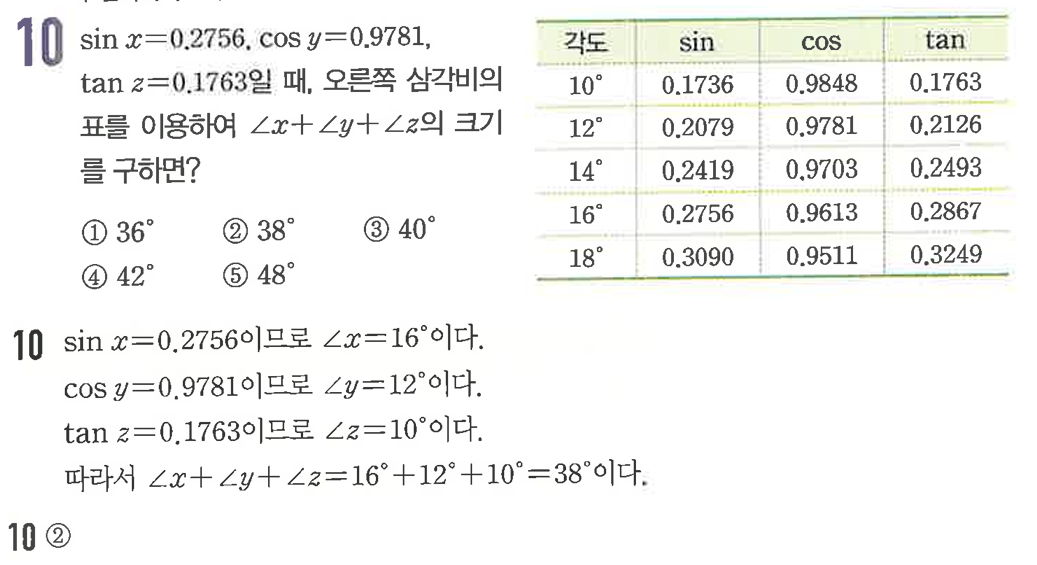 10 sin x=0.2756, cos y=0.9781,
tan z=0.1763일 때, 오른쪽 삼각비의
표를 이용하여 ∠x+∠y+∠z의 크기
를 구하면?
① 36° ② 38° ③ 40°
④ 42° ⑤ 48°
각도 sin cos tan
10° 0.1736 0.9848 0.1763
12° 0.2079 0.9781 0.2126
14° 0.2419 0.9703 0.2493
16° 0.2756 0.9613 0.2867
18° 0.3090 0.9511 0.3249
10 sin x=0.2756이므로 ∠x=16°이다.
cos y=0.9781이므로 ∠y=12°이다.
tan z=0.1763이므로 ∠z=10°이다.
따라서 ∠x+∠y+∠z=16°+12°+10°=38°이다.
10 ②